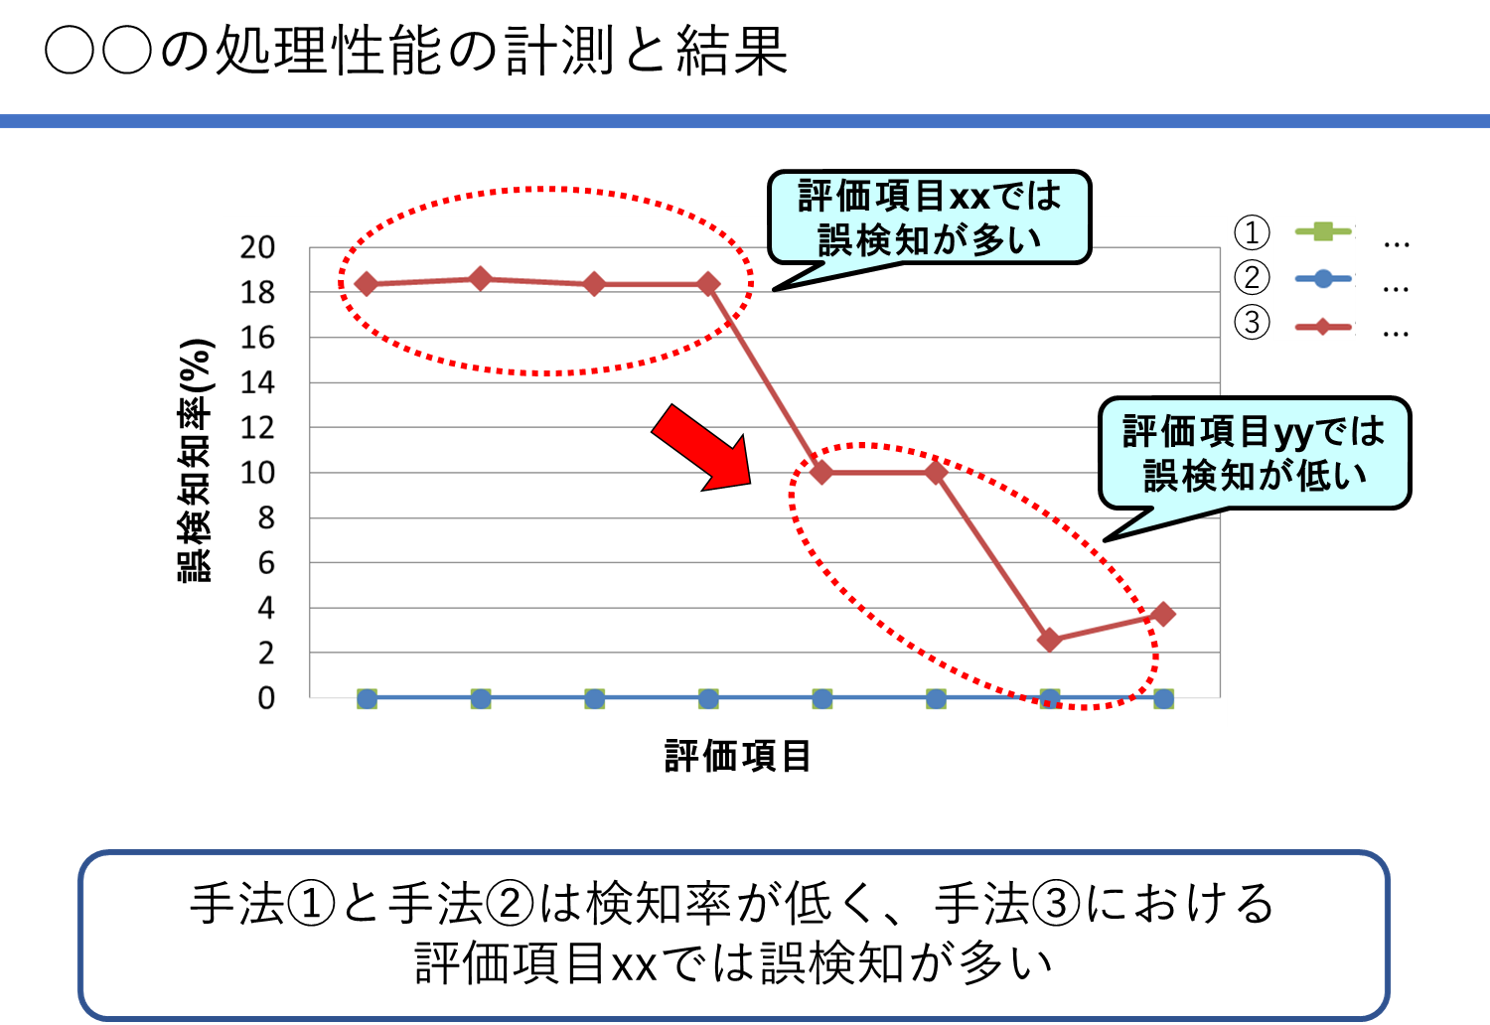 ○○の処理性能の計測と結果
評価項目xxでは
誤検知が多い
① …
② …
③ …
20
18
16
14
12
10
8
6
4
2
0
誤検知知率(%)
評価項目yyでは
誤検知が低い
評価項目
手法①と手法②は検知率が低く、手法③における
評価項目xxでは誤検知が多い